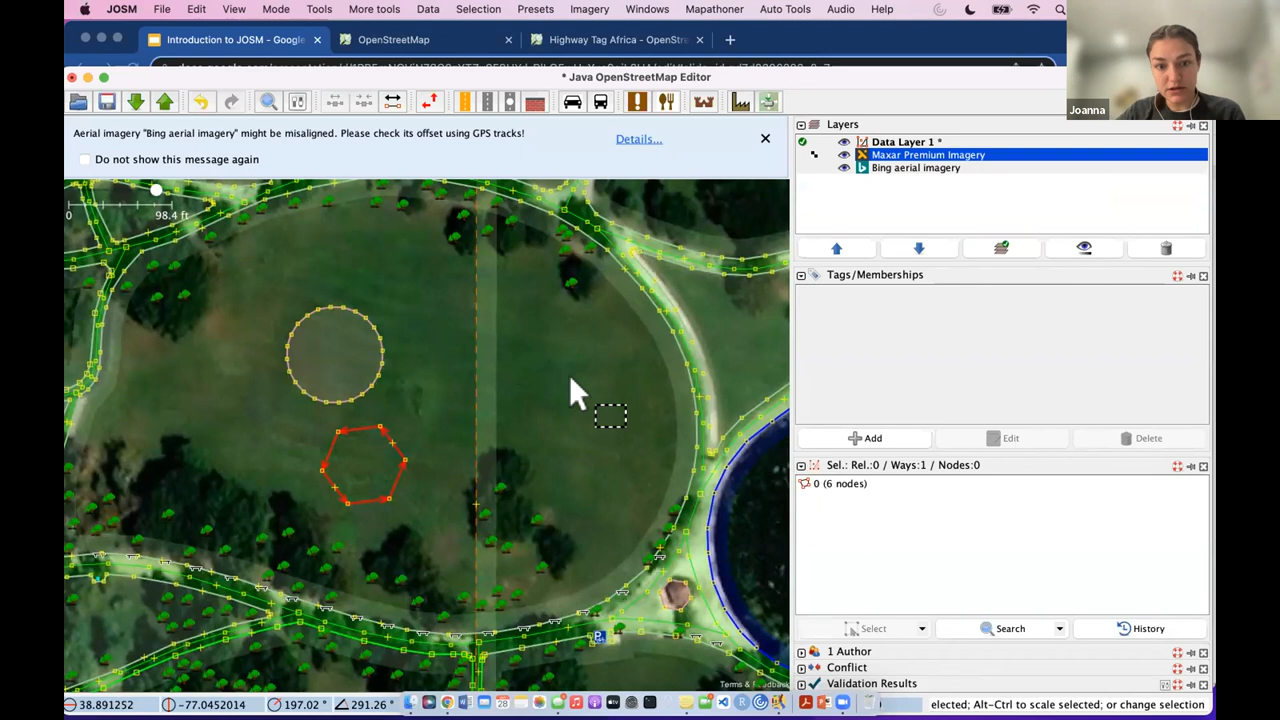 JOSM File Edit View Mode Tools More tools Data Selection Presets Imagery Windows Mapathoner Auto Tools Audio Help
Introduction to JOSM - Google
OpenStreetMap
Highway Tag Africa - OpenStre
Joanna
* Java OpenStreetMap Editor
Aerial imagery "Bing aerial imagery" might be misaligned. Please check its offset using GPS tracks!
Details...
Do not show this message again
0 98.4 ft
Layers
Data Layer 1 *
Maxar Premium Imagery
Bing aerial imagery
Tags/Memberships
Add Edit Delete
Sel.: Rel.:0 / Ways:1 / Nodes:0
0 (6 nodes)
Select Search History
1 Author
Conflict
Validation Results
P
Terms & Feedback
38.891252 -77.0452014 197.02 ° 291.26 °
elected; Alt-Ctrl to scale selected; or change selection